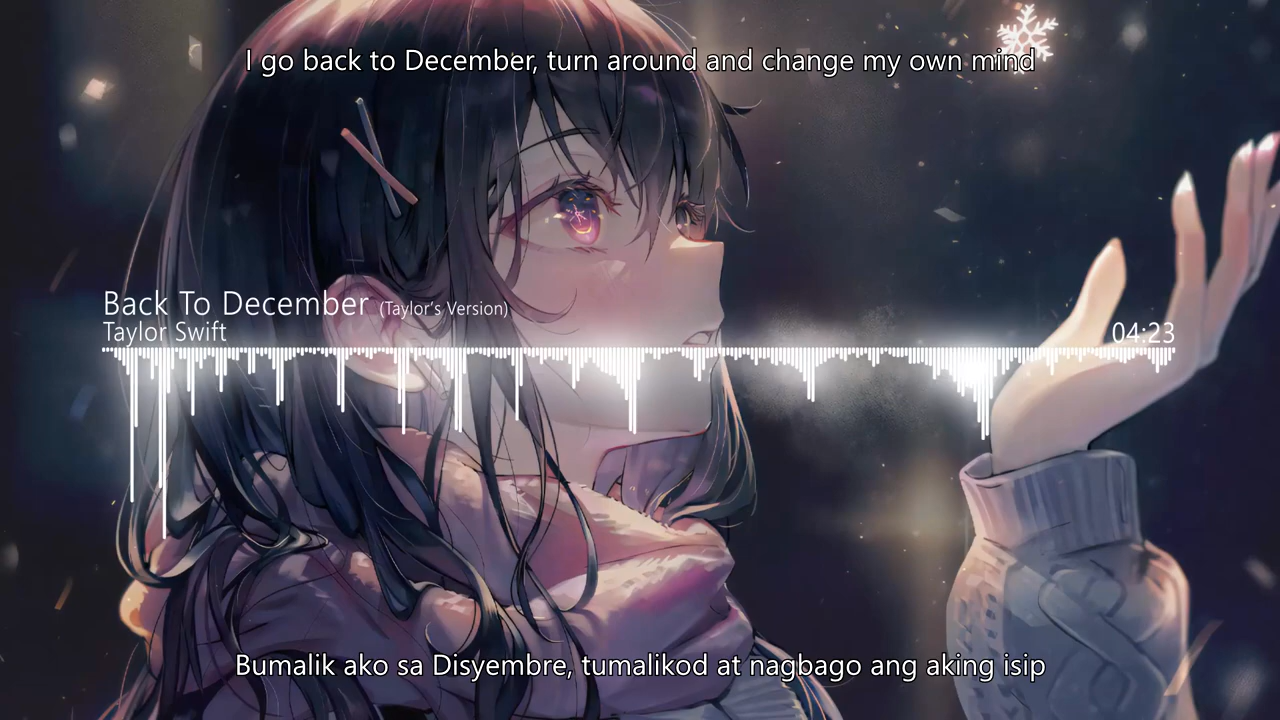 I go back to December, turn around and change my own mind
Back To December (Taylor's Version)
Taylor Swift
04:23
Bumalik ako sa Disyembre, tumalikod at nagbago ang aking isip